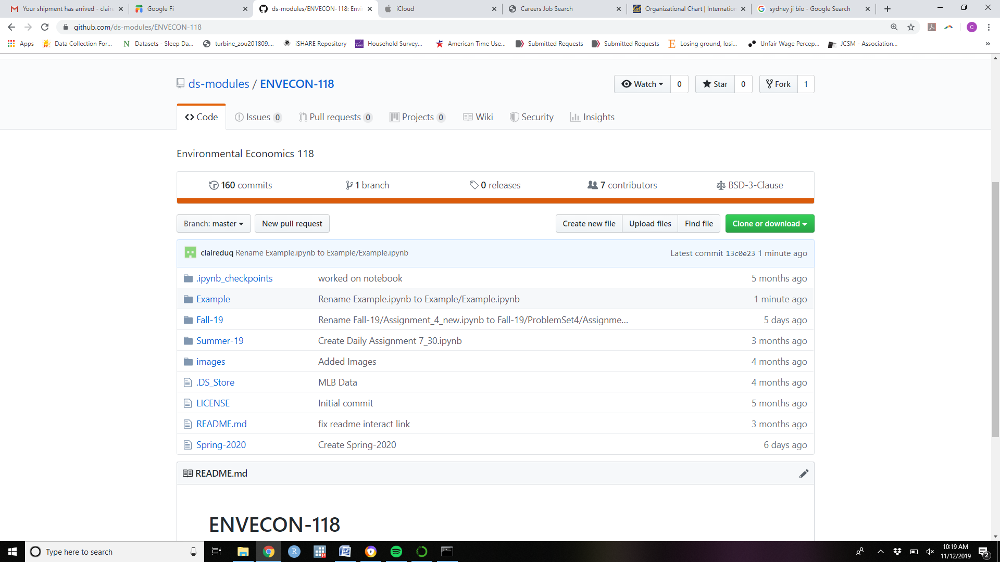 Your shipment has arrived - claire
Google Fi
ds-modules/ENVECON-118: Envi
iCloud
Careers Job Search
Organizational Chart | Internatio
sydney ji bio - Google Search
github.com/ds-modules/ENVECON-118
C
Apps
Data Collection For...
N Datasets - Sleep Da...
turbine_zou201809....
iSHARE Repository
RAND Household Survey...
American Time Use...
Submitted Requests
Submitted Requests
E Losing ground, losi...
Unfair Wage Percep...
JCSM - Association...
»
ds-modules / ENVECON-118
Watch 0
Star 0
Fork 1
Code
Issues 0
Pull requests 0
Projects 0
Wiki
Security
Insights
Environmental Economics 118
160 commits
1 branch
0 releases
7 contributors
BSD-3-Clause
Branch: master
New pull request
Create new file
Upload files
Find file
Clone or download
claireduq Rename Example.ipynb to Example/Example.ipynb
Latest commit 13c0e23 1 minute ago
.ipynb_checkpoints worked on notebook 5 months ago
Example Rename Example.ipynb to Example/Example.ipynb 1 minute ago
Fall-19 Rename Fall-19/Assignment_4_new.ipynb to Fall-19/ProblemSet4/Assignme... 5 days ago
Summer-19 Create Daily Assignment 7_30.ipynb 3 months ago
images Added Images 4 months ago
.DS_Store MLB Data 4 months ago
LICENSE Initial commit 5 months ago
README.md fix readme interact link 3 months ago
Spring-2020 Create Spring-2020 6 days ago
README.md
ENVECON-118
Type here to search
R
14
W
10:19 AM
11/12/2019
2